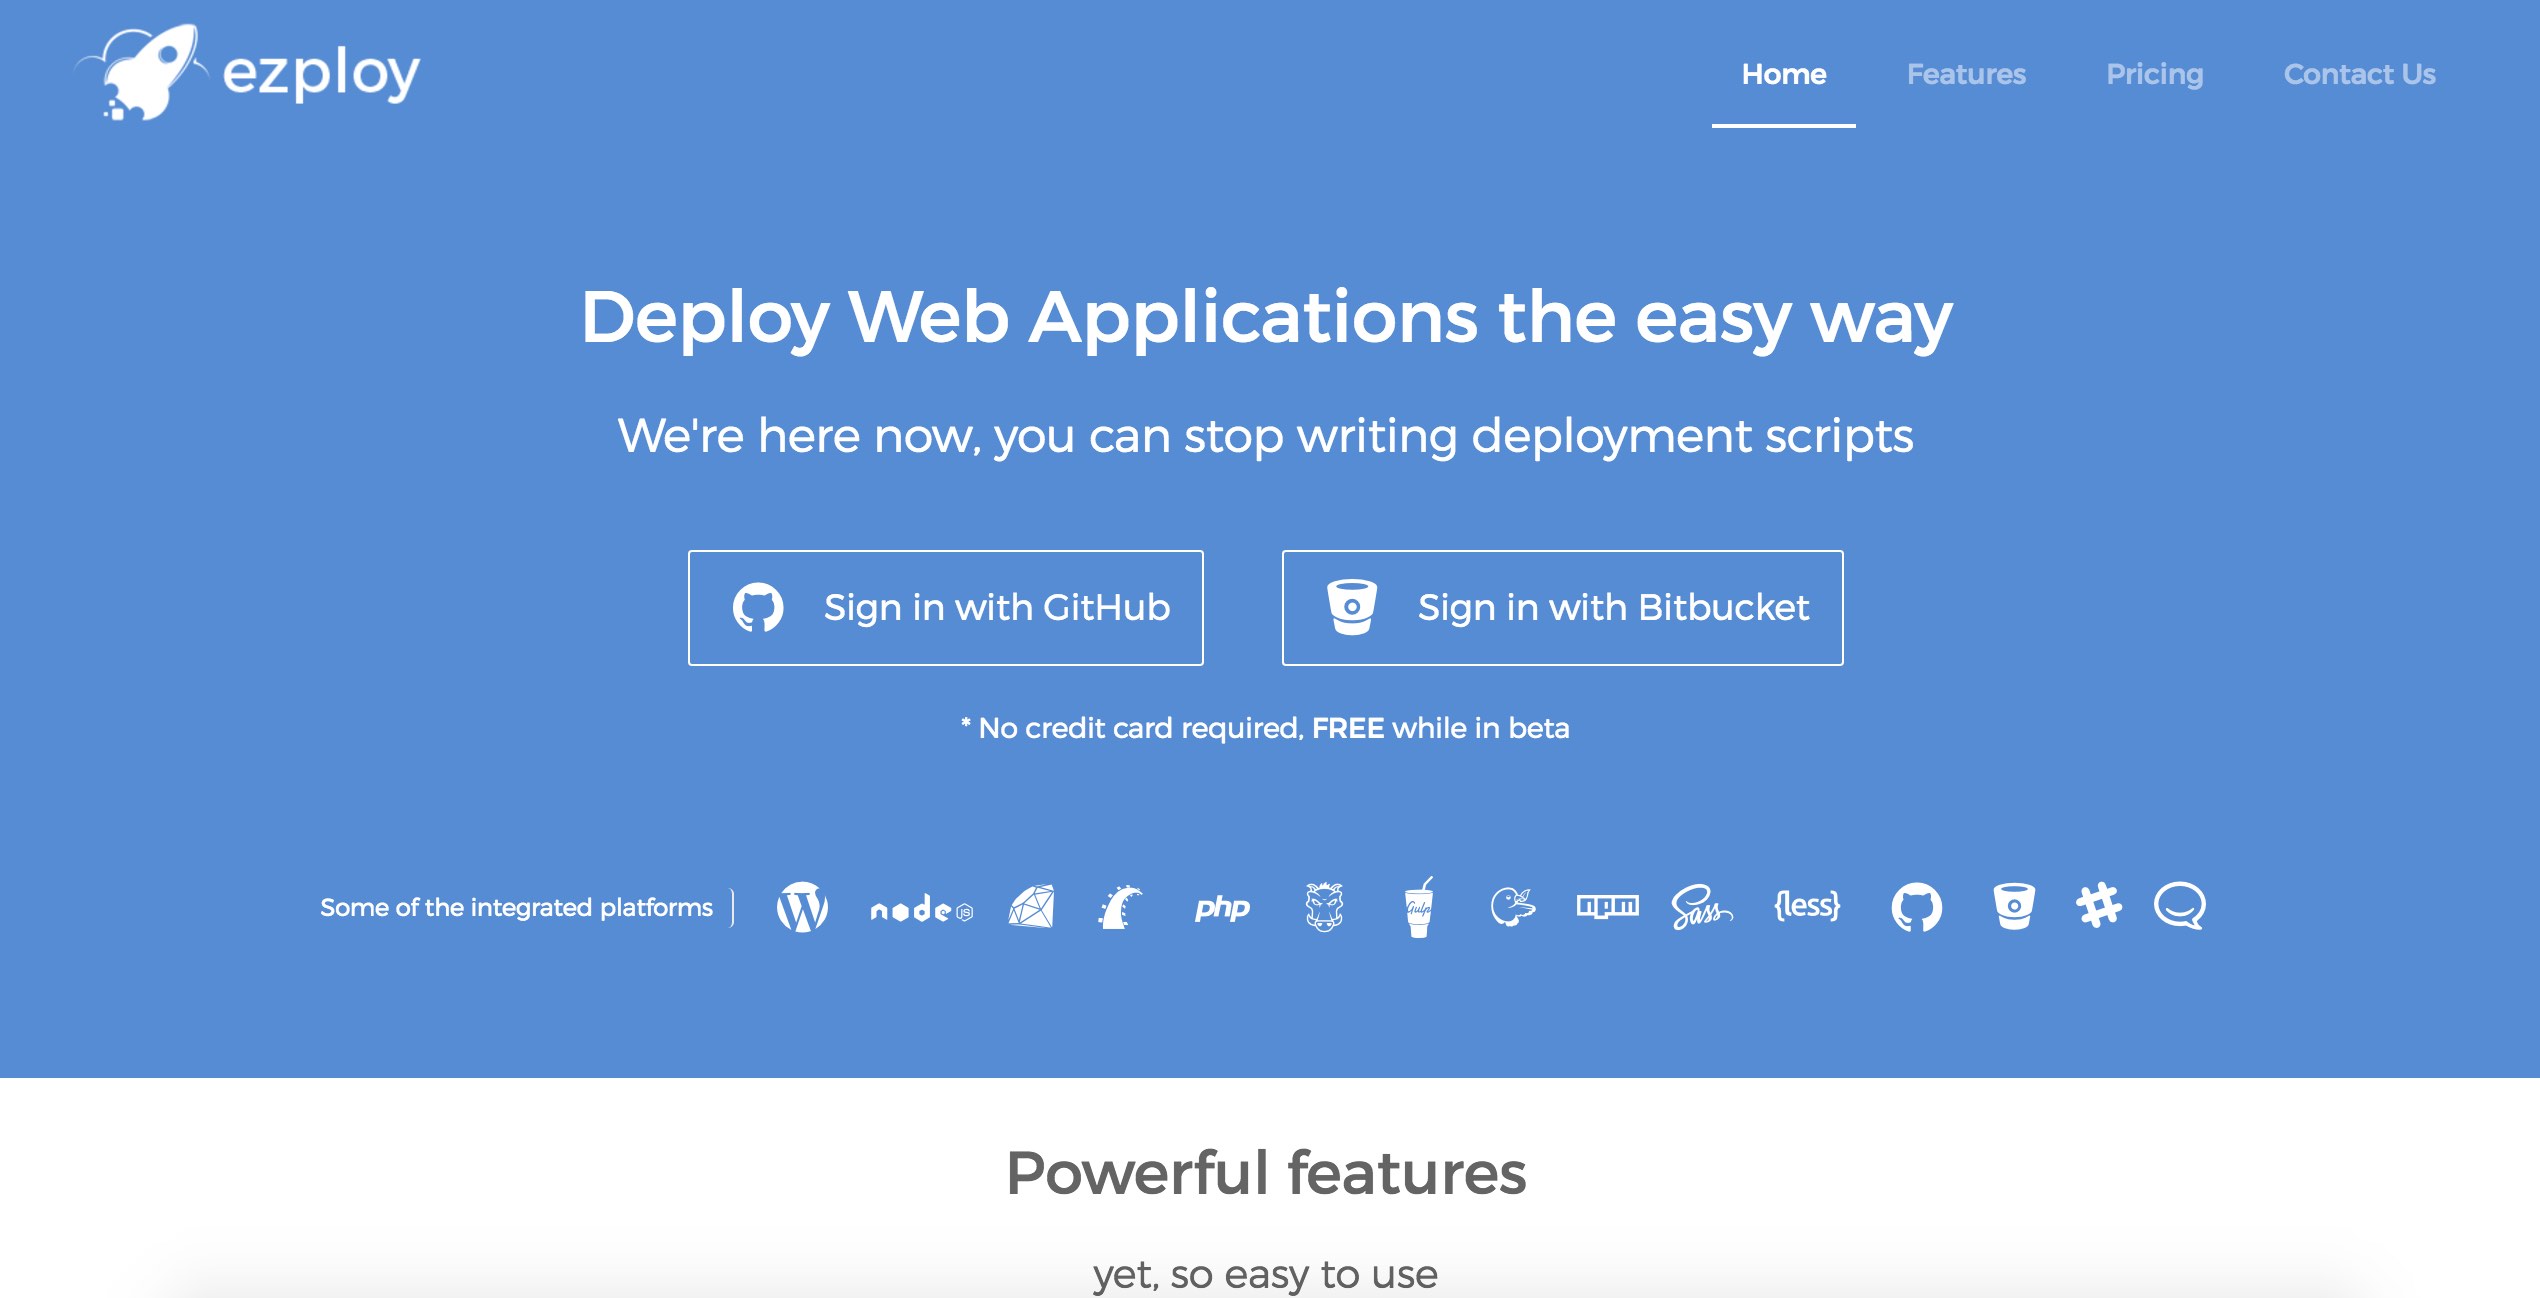 ezploy
Home Features Pricing Contact Us
Deploy Web Applications the easy way
We're here now, you can stop writing deployment scripts
Sign in with GitHub Sign in with Bitbucket
* No credit card required, FREE while in beta
Some of the integrated platforms node JS php Gulp npm Sass {less}
Powerful features
yet, so easy to use